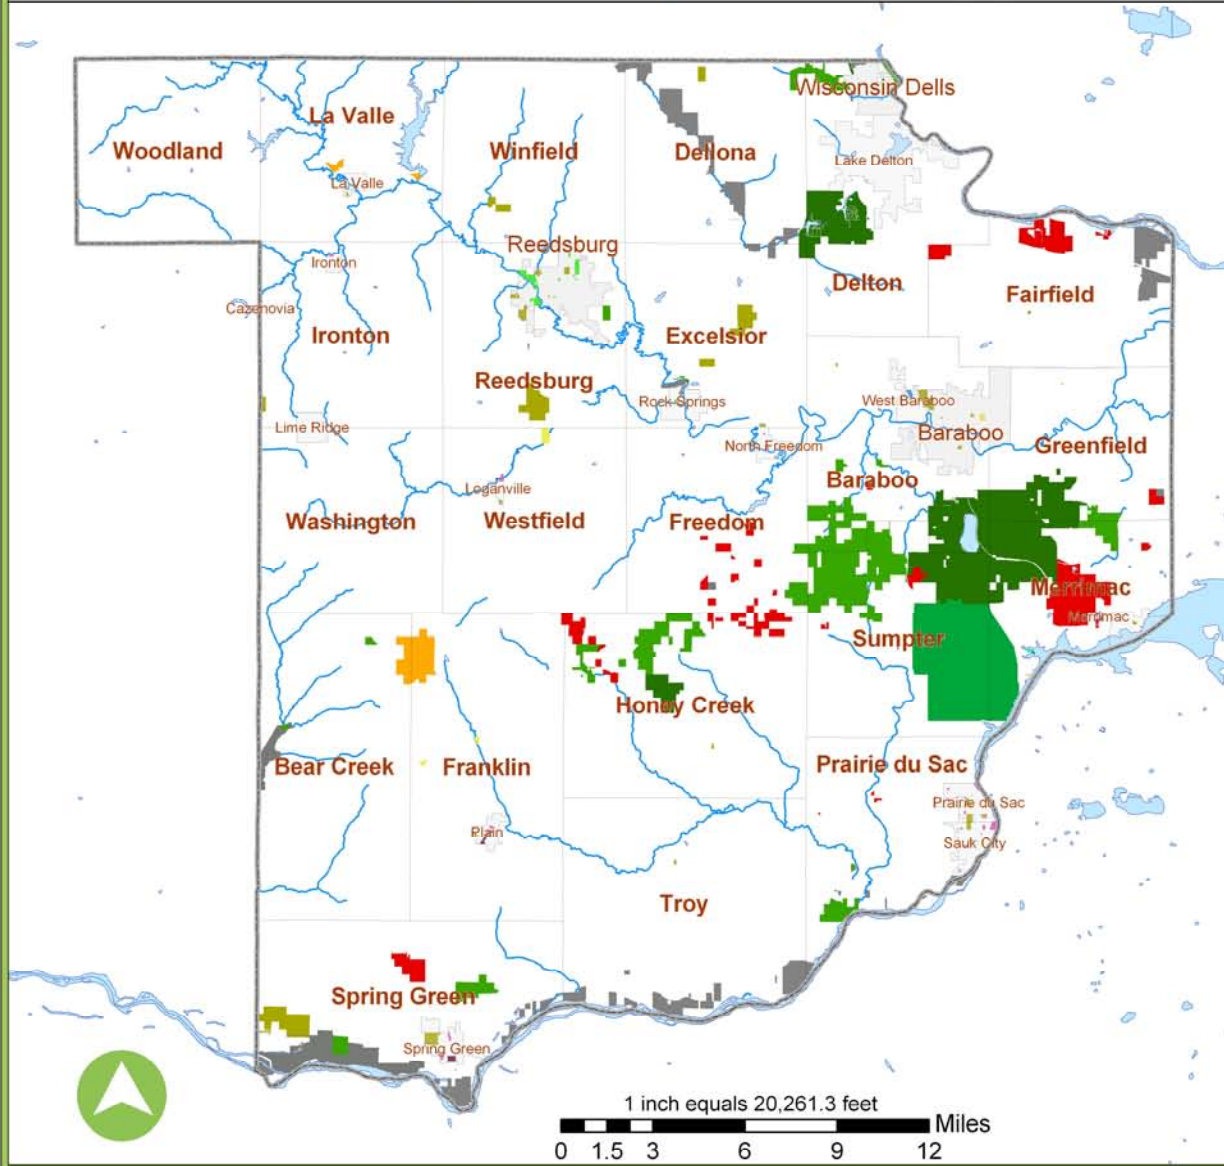 Wisconsin Dells
La Valle
Woodland
Winfield
Dellona
Lake Delton
La Valle
Reedsburg
Ironton
Delton
Fairfield
Cazenovia
Ironton
Excelsior
Reedsburg
Rock Springs
West Baraboo
Lime Ridge
Baraboo
North Freedom
Greenfield
Baraboo
Loganville
Washington
Westfield
Freedom
Merrimac
Merrimac
Sumpter
Honey Creek
Bear Creek
Franklin
Prairie du Sac
Prairie du Sac
Plain
Sauk City
Troy
Spring Green
Spring Green
1 inch equals 20,261.3 feet
Miles
0 1.5 3 6 9 12